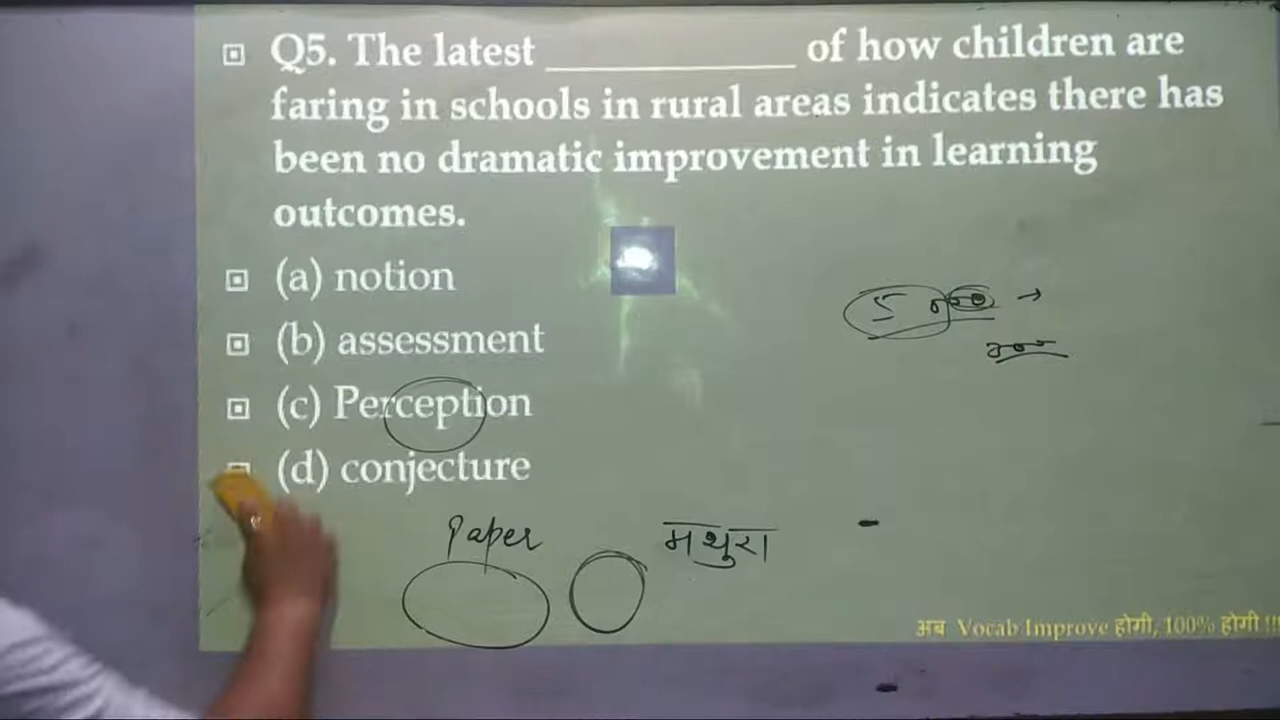 Q5. The latest ____________ of how children are
faring in schools in rural areas indicates there has
been no dramatic improvement in learning
outcomes.
(a) notion
(b) assessment
(c) Perception
(d) conjecture
Paper मथुरा
अब Vocab Improve होगी, 100% होगी !!!